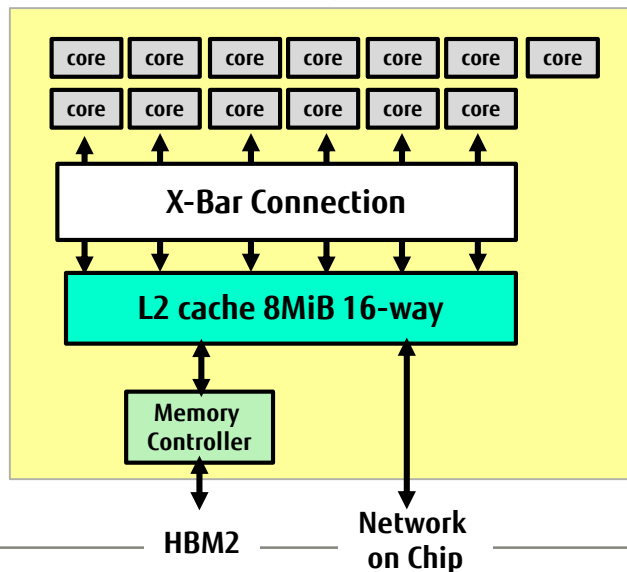 core core core core core core core
core core core core core core
X-Bar Connection
L2 cache 8MiB 16-way
Memory
Controller
HBM2
Network
on Chip